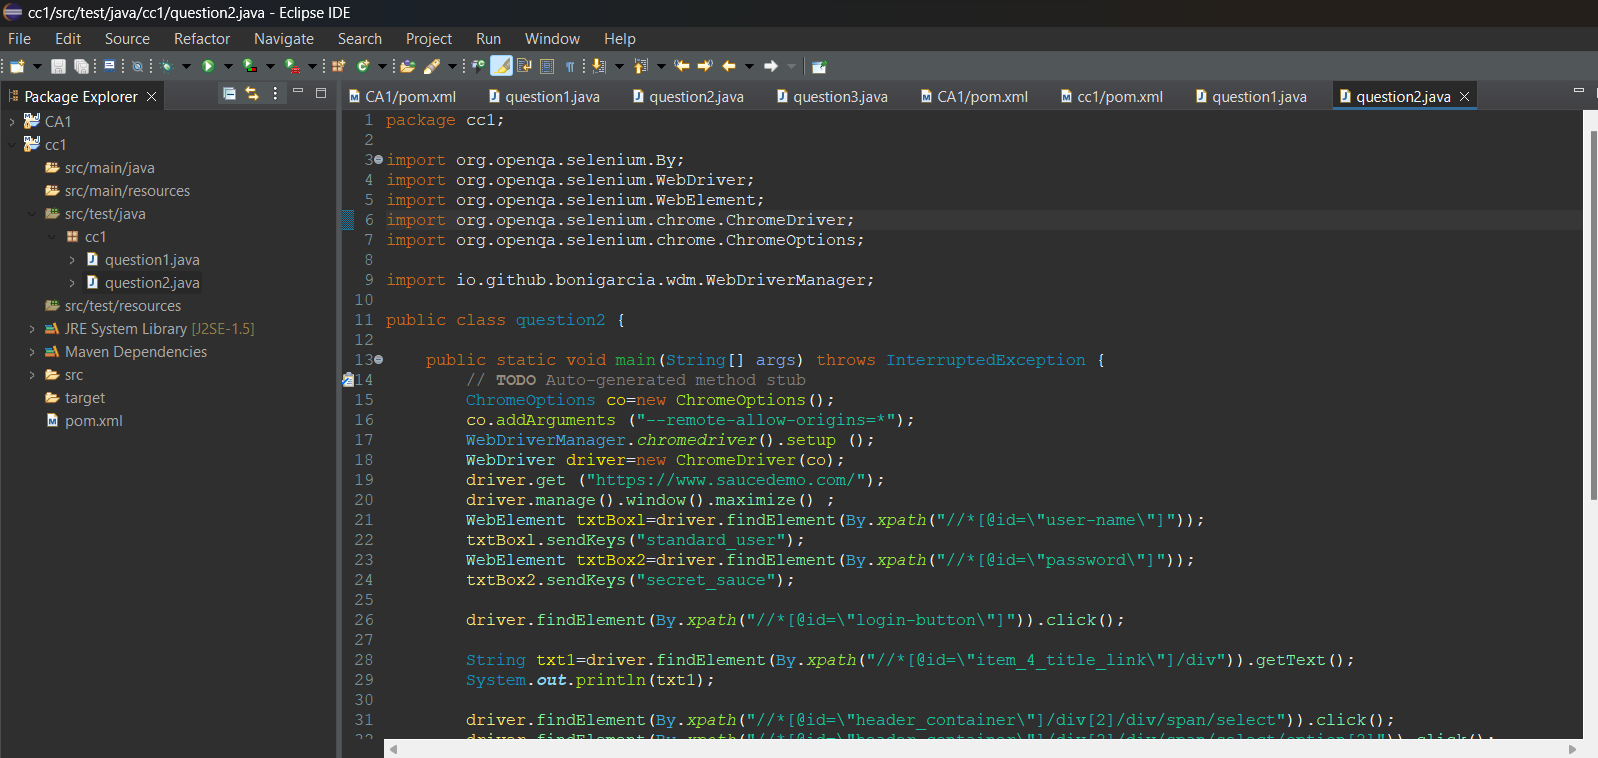 cc1/src/test/java/cc1/question2.java - Eclipse IDE
File Edit Source Refactor Navigate Search Project Run Window Help
Package Explorer
CA1
cc1
src/main/java
src/main/resources
src/test/java
cc1
question1.java
question2.java
src/test/resources
JRE System Library [J2SE-1.5]
Maven Dependencies
src
target
pom.xml
CA1/pom.xml question1.java question2.java question3.java CA1/pom.xml cc1/pom.xml question1.java question2.java
1 package cc1;
2
3 import org.openqa.selenium.By;
4 import org.openqa.selenium.WebDriver;
5 import org.openqa.selenium.WebElement;
6 import org.openqa.selenium.chrome.ChromeDriver;
7 import org.openqa.selenium.chrome.ChromeOptions;
8
9 import io.github.bonigarcia.wdm.WebDriverManager;
10
11 public class question2 {
12
13 public static void main(String[] args) throws InterruptedException {
14 // TODO Auto-generated method stub
15 ChromeOptions co=new ChromeOptions();
16 co.addArguments ("--remote-allow-origins=*");
17 WebDriverManager.chromedriver().setup ();
18 WebDriver driver=new ChromeDriver(co);
19 driver.get ("https://www.saucedemo.com/");
20 driver.manage().window().maximize() ;
21 WebElement txtBoxl=driver.findElement(By.xpath("//*[@id=\"user-name\"]"));
22 txtBoxl.sendKeys("standard_user");
23 WebElement txtBox2=driver.findElement(By.xpath("//*[@id=\"password\"]"));
24 txtBox2.sendKeys("secret_sauce");
25
26 driver.findElement(By.xpath("//*[@id=\"login-button\"]")).click();
27
28 String txt1=driver.findElement(By.xpath("//*[@id=\"item_4_title_link\"]/div")).getText();
29 System.out.println(txt1);
30
31 driver.findElement(By.xpath("//*[@id=\"header_container\"]/div[2]/div/span/select")).click();